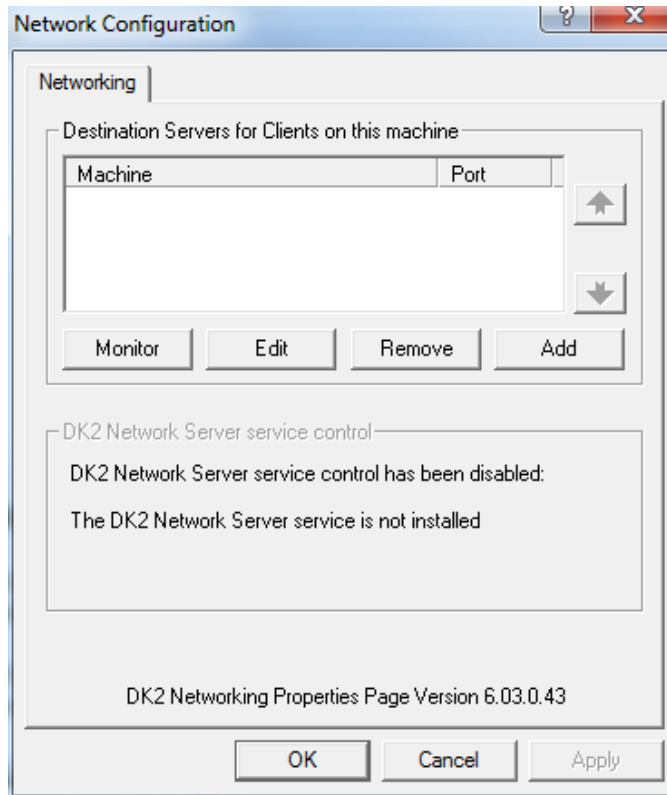 Network Configuration
Networking
Destination Servers for Clients on this machine
Machine Port
Monitor Edit Remove Add
DK2 Network Server service control
DK2 Network Server service control has been disabled:
The DK2 Network Server service is not installed
DK2 Networking Properties Page Version 6.03.0.43
OK Cancel Apply